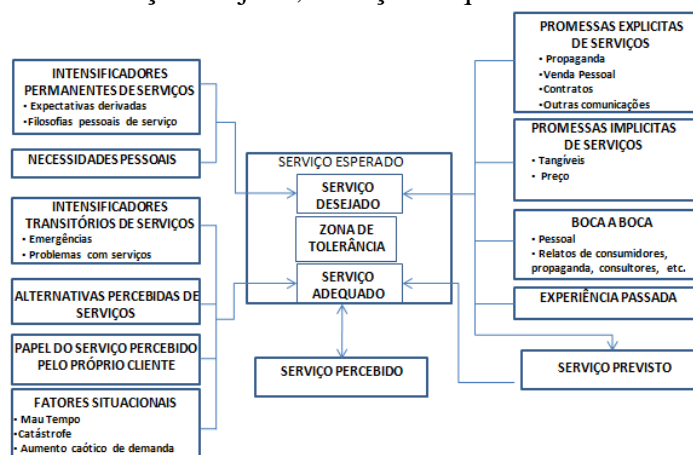 INTENSIFICADORES
PERMANENTES DE SERVIÇOS
• Expectativas derivadas
• Filosofias pessoais de serviço
NECESSIDADES PESSOAIS
INTENSIFICADORES
TRANSITÓRIOS DE SERVIÇOS
• Emergências
• Problemas com serviços
ALTERNATIVAS PERCEBIDAS DE
SERVIÇOS
PAPEL DO SERVIÇO PERCEBIDO
PELO PRÓPRIO CLIENTE
FATORES SITUACIONAIS
• Mau Tempo
•Catástrofe
• Aumento caótico de demanda
SERVIÇO ESPERADO
SERVIÇO
DESEJADO
ZONA DE
TOLERÂNCIA
SERVIÇO
ADEQUADO
SERVIÇO PERCEBIDO
PROMESSAS EXPLICITAS
DE SERVIÇOS
• Propaganda
•Venda Pessoal
• Contratos
•Outras comunicações
PROMESSAS IMPLICITAS
DE SERVIÇOS
• Tangíveis
• Preço
BOCA A BOCA
• Pessoal
• Relatos de consumidores,
propaganda, consultores, etc.
EXPERIÊNCIA PASSADA
SERVIÇO PREVISTO